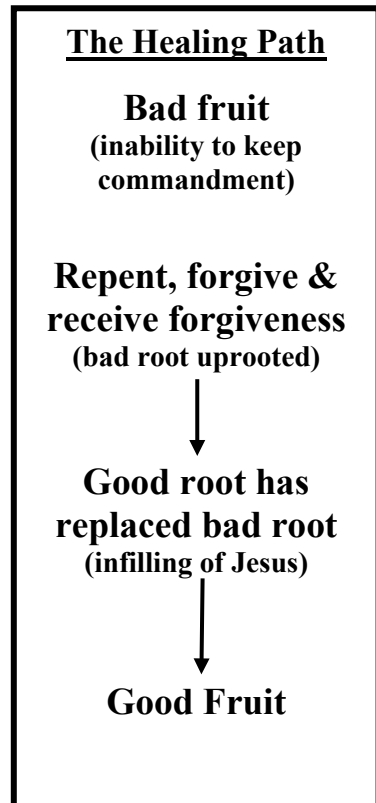 The Healing Path
Bad fruit
(inability to keep
commandment)
Repent, forgive &
receive forgiveness
(bad root uprooted)
Good root has
replaced bad root
(infilling of Jesus)
Good Fruit